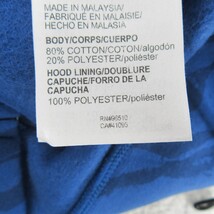 MADE IN MALAYSIA/
FABRIQUÉ EN MALAISIE/
HECHO EN MALASIA
BODY/CORPS/CUERPO
80% COTTON/COTON/algodón
20% POLYESTER/poliéster
HOOD LINING/DOUBLURE
CAPUCHE/FORRO DE LA
CAPUCHA
100% POLYESTER/poliéster